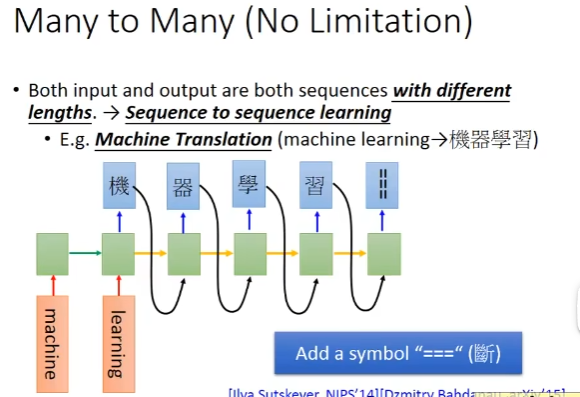 Many to Many (No Limitation)
• Both input and output are both sequences with different
lengths. → Sequence to sequence learning
• E.g. Machine Translation (machine learning→機器學習)
機 器 學 習 ===
machine learning
Add a symbol “===“ (斷)
[Ilya Sutskever, NIPS’14][Dzmitry Bahdanau, arXiv’15]